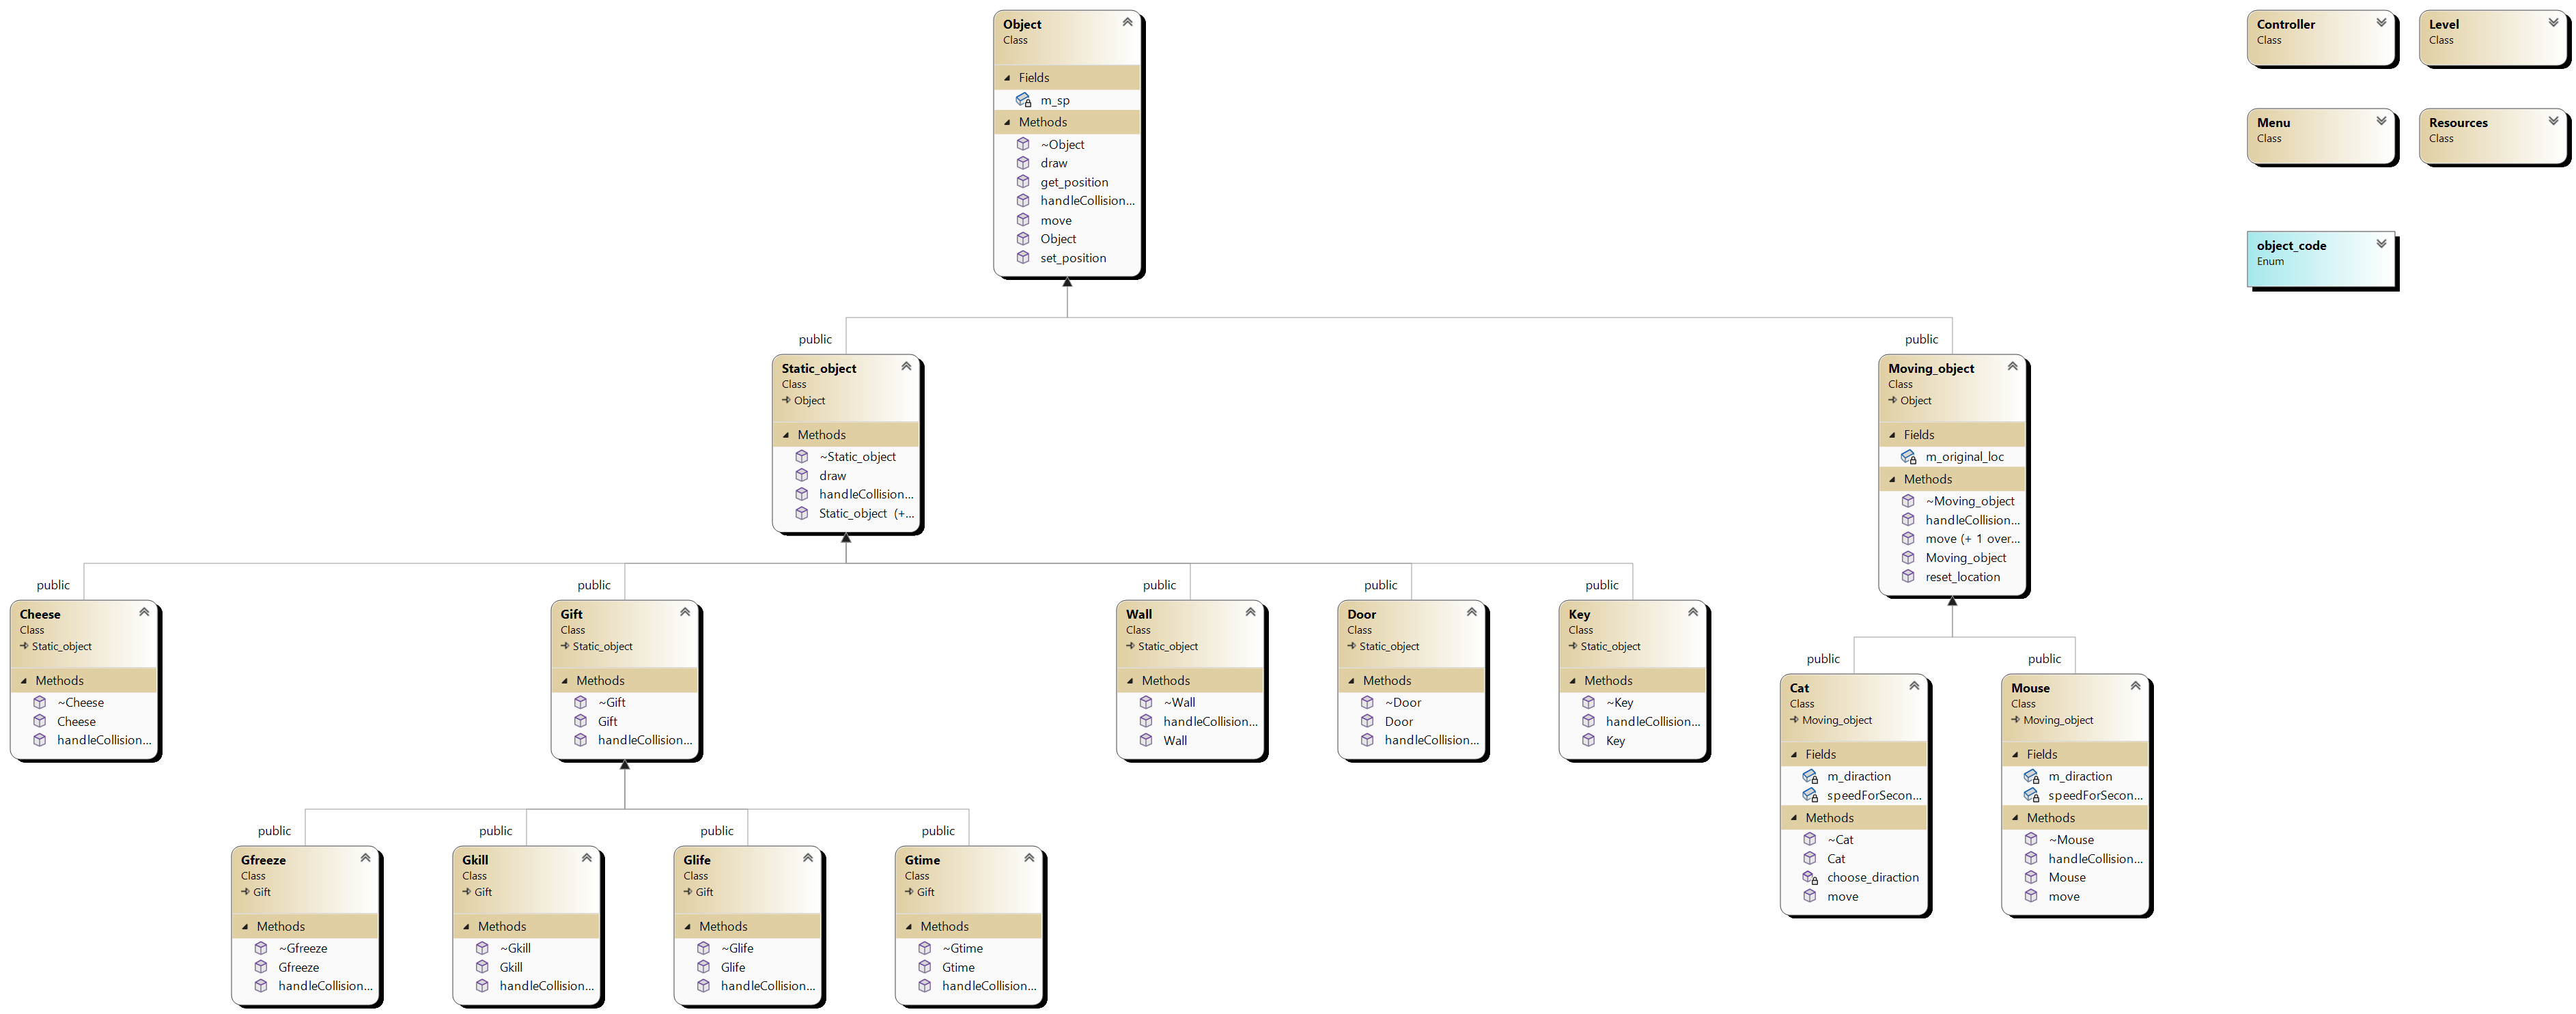 Object
Class
Fields
m_sp
Methods
~Object
draw
get_position
handleCollision...
move
Object
set_position
Controller
Class
Level
Class
Menu
Class
Resources
Class
object_code
Enum
public
Static_object
Class
Object
Methods
~Static_object
draw
handleCollision...
Static_object (+...
public
Moving_object
Class
Object
Fields
m_original_loc
Methods
~Moving_object
handleCollision...
move (+ 1 over...
Moving_object
reset_location
public
Cheese
Class
Static_object
Methods
~Cheese
Cheese
handleCollision...
public
Gift
Class
Static_object
Methods
~Gift
Gift
handleCollision...
public
Wall
Class
Static_object
Methods
~Wall
handleCollision...
Wall
public
Door
Class
Static_object
Methods
~Door
Door
handleCollision...
public
Key
Class
Static_object
Methods
~Key
handleCollision...
Key
public
Cat
Class
Moving_object
Fields
m_diraction
speedForSecon...
Methods
~Cat
Cat
choose_direction
move
public
Mouse
Class
Moving_object
Fields
m_diraction
speedForSecon...
Methods
~Mouse
handleCollision...
Mouse
move
public
Gfreeze
Class
Gift
Methods
~Gfreeze
Gfreeze
handleCollision...
public
Gkill
Class
Gift
Methods
~Gkill
Gkill
handleCollision...
public
Glife
Class
Gift
Methods
~Glife
Glife
handleCollision...
public
Gtime
Class
Gift
Methods
~Gtime
Gtime
handleCollision...